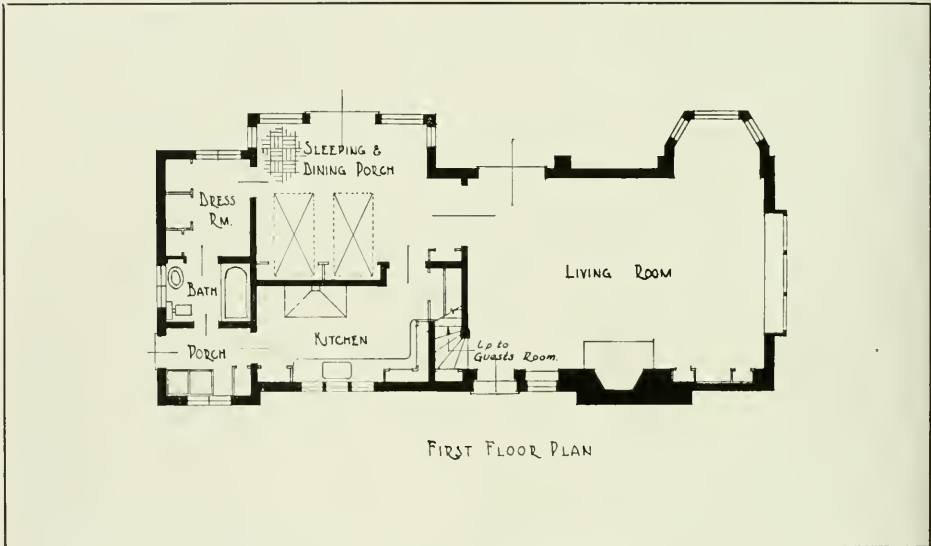 SLEEPING &
DINING PORCH
DRESS
RM.
LIVING ROOM
BATH
KITCHEN
PORCH
Up to
Guests Room.
FIRST FLOOR PLAN